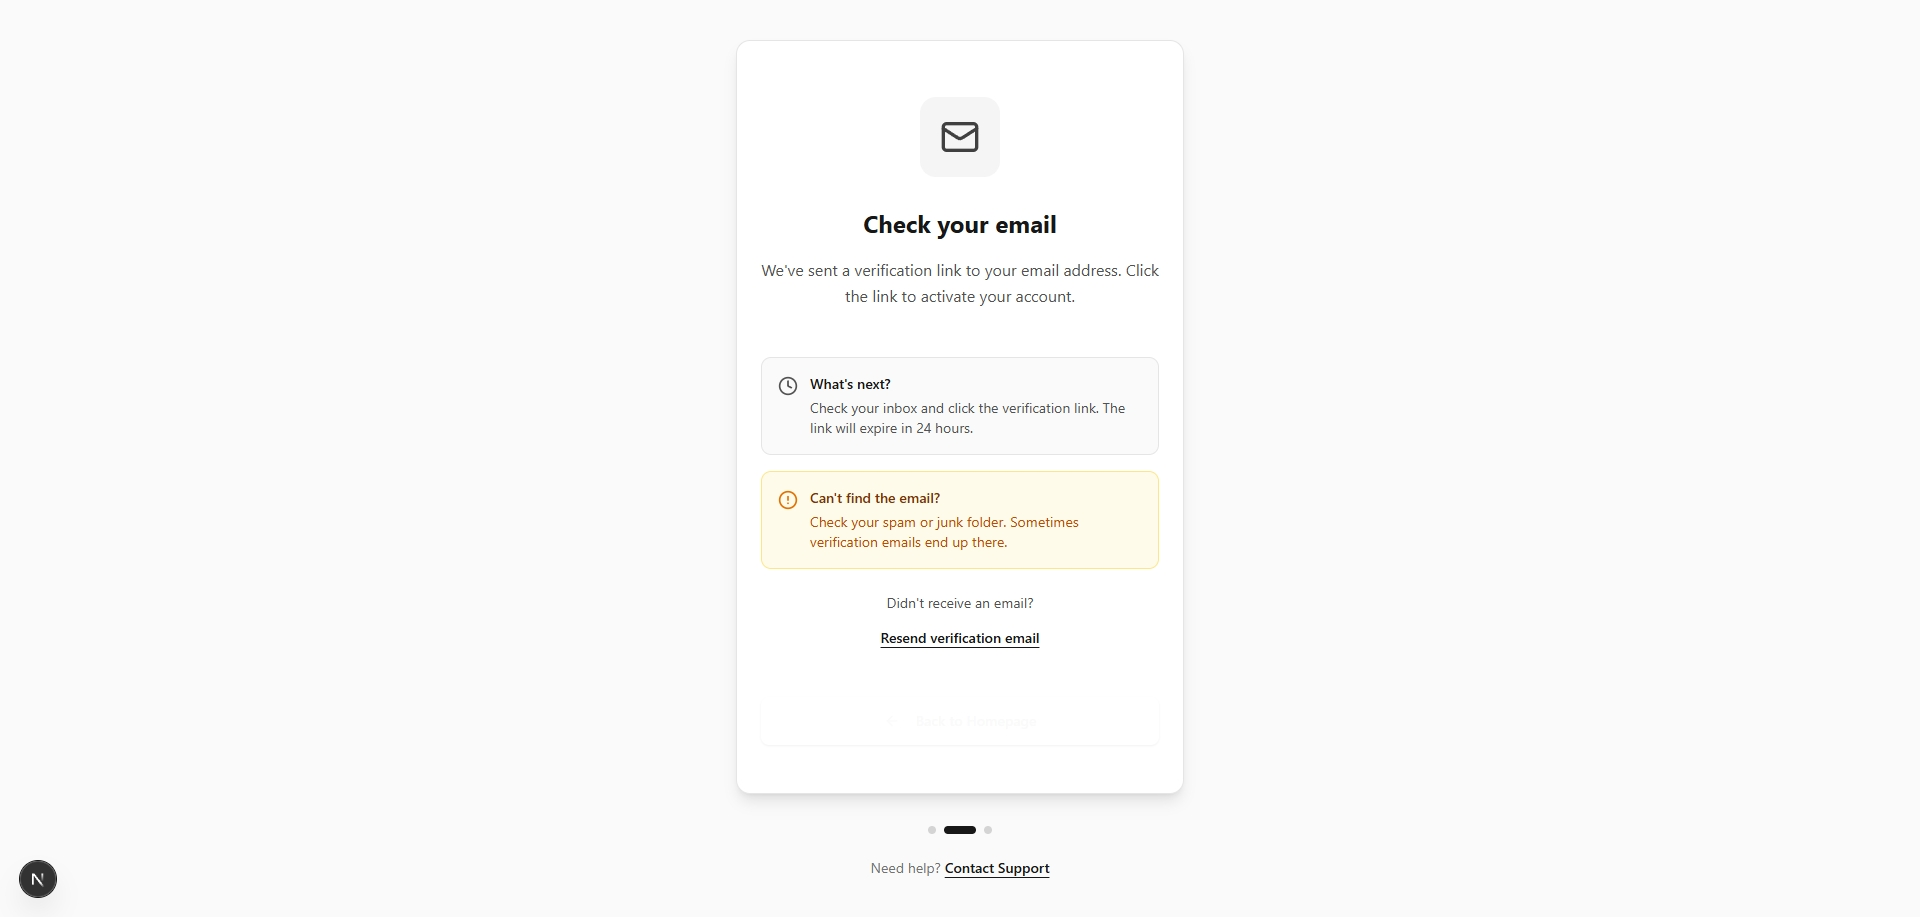 Check your email
We've sent a verification link to your email address. Click
the link to activate your account.
What's next?
Check your inbox and click the verification link. The
link will expire in 24 hours.
Can't find the email?
Check your spam or junk folder. Sometimes
verification emails end up there.
Didn't receive an email?
Resend verification email
Back to Homepage
Need help? Contact Support
N